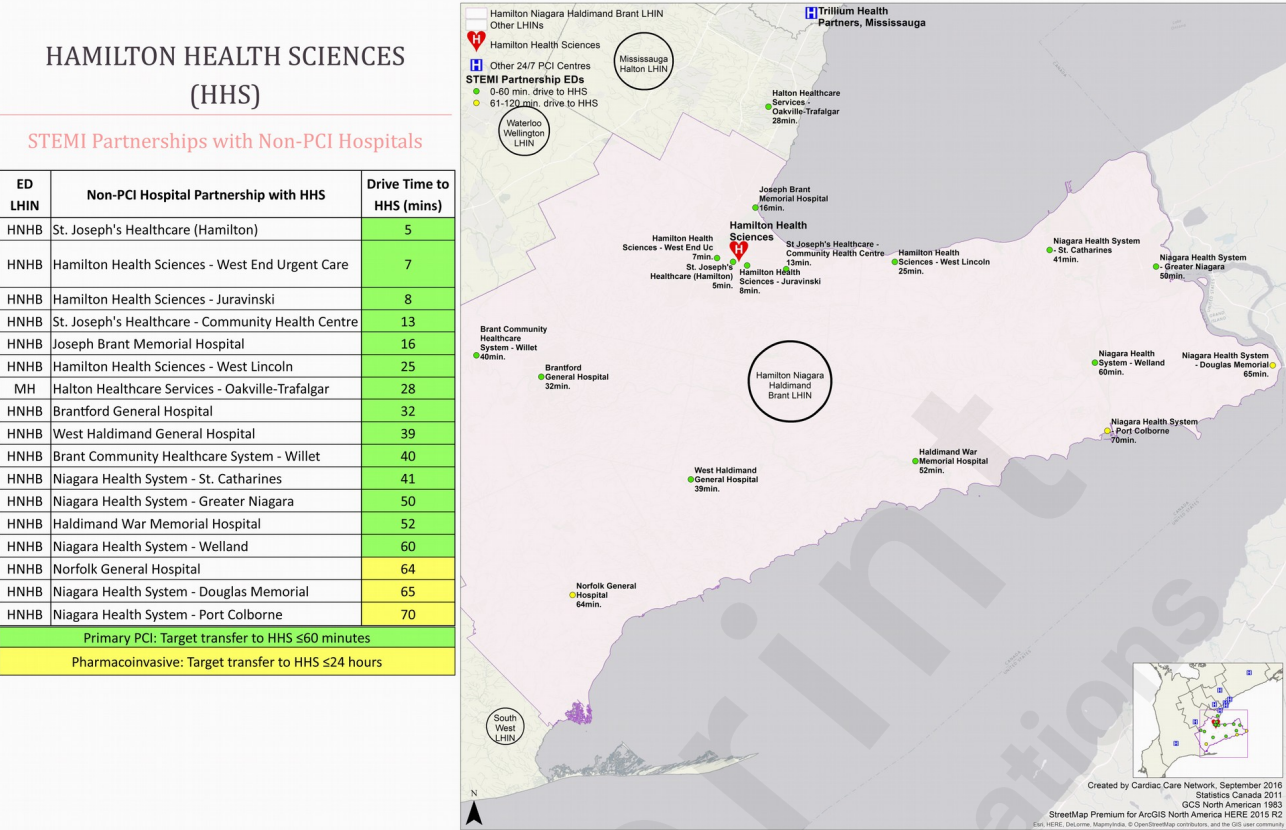 HAMILTON HEALTH SCIENCES
(HHS)
STEMI Partnerships with Non-PCI Hospitals
ED LHIN Non-PCI Hospital Partnership with HHS Drive Time to HHS (mins)
HNHB St. Joseph's Healthcare (Hamilton) 5
HNHB Hamilton Health Sciences - West End Urgent Care 7
HNHB Hamilton Health Sciences - Juravinski 8
HNHB St. Joseph's Healthcare - Community Health Centre 13
HNHB Joseph Brant Memorial Hospital 16
HNHB Hamilton Health Sciences - West Lincoln 25
MH Halton Healthcare Services - Oakville-Trafalgar 28
HNHB Brantford General Hospital 32
HNHB West Haldimand General Hospital 39
HNHB Brant Community Healthcare System - Willet 40
HNHB Niagara Health System - St. Catharines 41
HNHB Niagara Health System - Greater Niagara 50
HNHB Haldimand War Memorial Hospital 52
HNHB Niagara Health System - Welland 60
HNHB Norfolk General Hospital 64
HNHB Niagara Health System - Douglas Memorial 65
HNHB Niagara Health System - Port Colborne 70
Primary PCI: Target transfer to HHS ≤60 minutes
Pharmacoinvasive: Target transfer to HHS ≤24 hours
Hamilton Niagara Haldimand Brant LHIN
Other LHINs
H Hamilton Health Sciences
H Other 24/7 PCI Centres
STEMI Partnership EDs
0-60 min. drive to HHS
61-120 min. drive to HHS
H Trillium Health
Partners, Mississauga
Mississauga
Halton LHIN
Waterloo
Wellington
LHIN
Halton Healthcare
Services -
Oakville-Trafalgar
28min.
Joseph Brant
Memorial Hospital
16min.
Hamilton Health
Sciences
H
Hamilton Health
Sciences - West End Uc
7min.
St. Joseph's
Healthcare (Hamilton)
5min.
Hamilton Health
Sciences - Juravinski
8min.
St Joseph's Healthcare -
Community Health Centre
13min.
Hamilton Health
Sciences - West Lincoln
25min.
Niagara Health System
- St. Catharines
41min.
Niagara Health System
- Greater Niagara
50min.
Brant Community
Healthcare
System - Willet
40min.
Brantford
General Hospital
32min.
Hamilton Niagara
Haldimand
Brant LHIN
Niagara Health
System - Welland
60min.
Niagara Health System
- Douglas Memorial
65min.
Niagara Health System
- Port Colborne
70min.
Haldimand War
Memorial Hospital
52min.
West Haldimand
General Hospital
39min.
Norfolk General
Hospital
64min.
South
West
LHIN
N
Created by Cardiac Care Network, September 2016
Statistics Canada 2011
GCS North American 1983
StreetMap Premium for ArcGIS North America HERE 2015 R2
Esri, HERE, DeLorme, MapmyIndia, © OpenStreetMap contributors, and the GIS user community